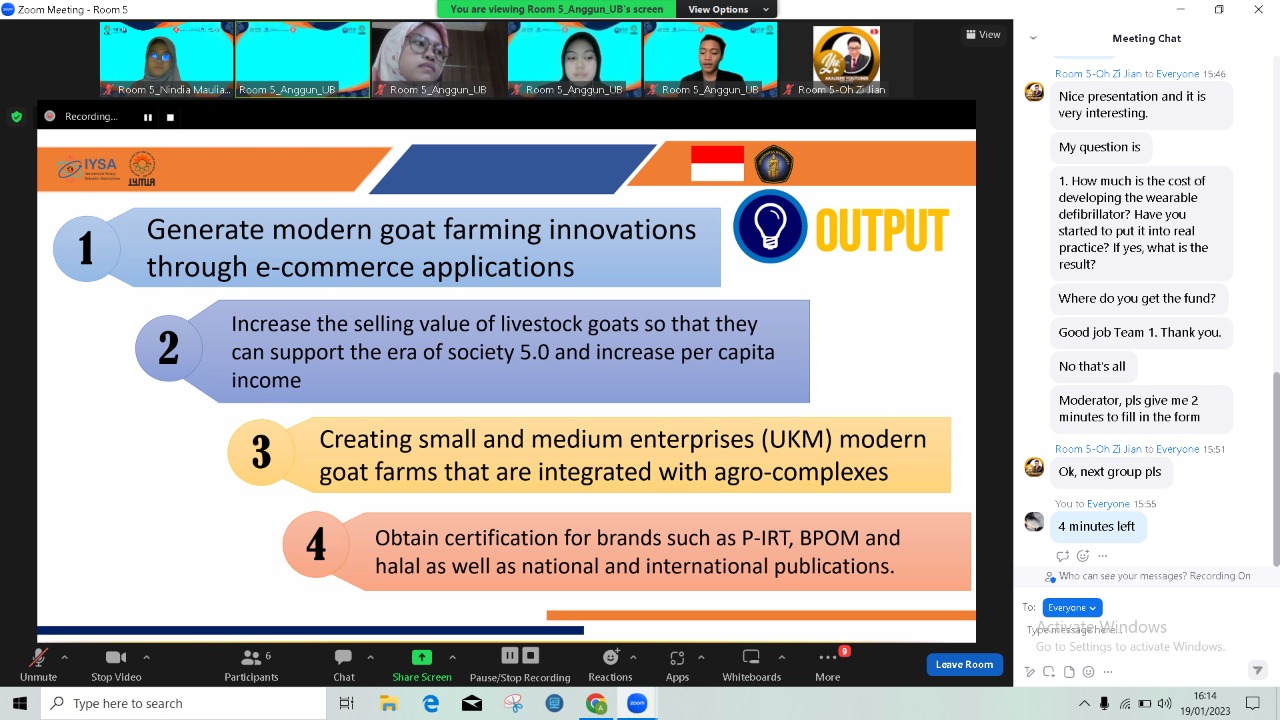 Zoom Meeting - Room 5
You are viewing Room 5_Anggun_UB's screen
View Options
View
Room 5_Nindia Maulia...
Room 5_Anggun_UB
Room 5_Anggun_UB
Room 5_Anggun_UB
Room 5_Anggun_UB
Room 5-Oh Zi Jian
Recording...
IYSA
OUTPUT
1
Generate modern goat farming innovations
through e-commerce applications
2
Increase the selling value of livestock goats so that they
can support the era of society 5.0 and increase per capita
income
3
Creating small and medium enterprises (UKM) modern
goat farms that are integrated with agro-complexes
4
Obtain certification for brands such as P-IRT, BPOM and
halal as well as national and international publications.
Meeting Chat
Room 5-Oh Zi Jian to Everyone 15:46
Nice presentation and it is
very interesting.
My question is
1. How much is the cost of
developing the wearable
defibrillator? Have you
started to put it into real
practice? If yes, what is the
result?
Where do you get the fund?
Good job Team 1. Thank you.
No that's all
Moderator, pls give me 2
minutes to fill in the form
Room 5-Oh Zi Jian to Everyone 15:51
Ok, next group pls
You to Everyone 15:55
4 minutes left
Who can see your messages? Recording On
To: Everyone
Type message here...
Activate Windows
Go to Settings to activate Windows.
Unmute
Stop Video
6
Participants
Chat
Share Screen
Pause/Stop Recording
Reactions
Apps
Whiteboards
9
More
Leave Room
Type here to search
zoom
16:14
19/01/2023